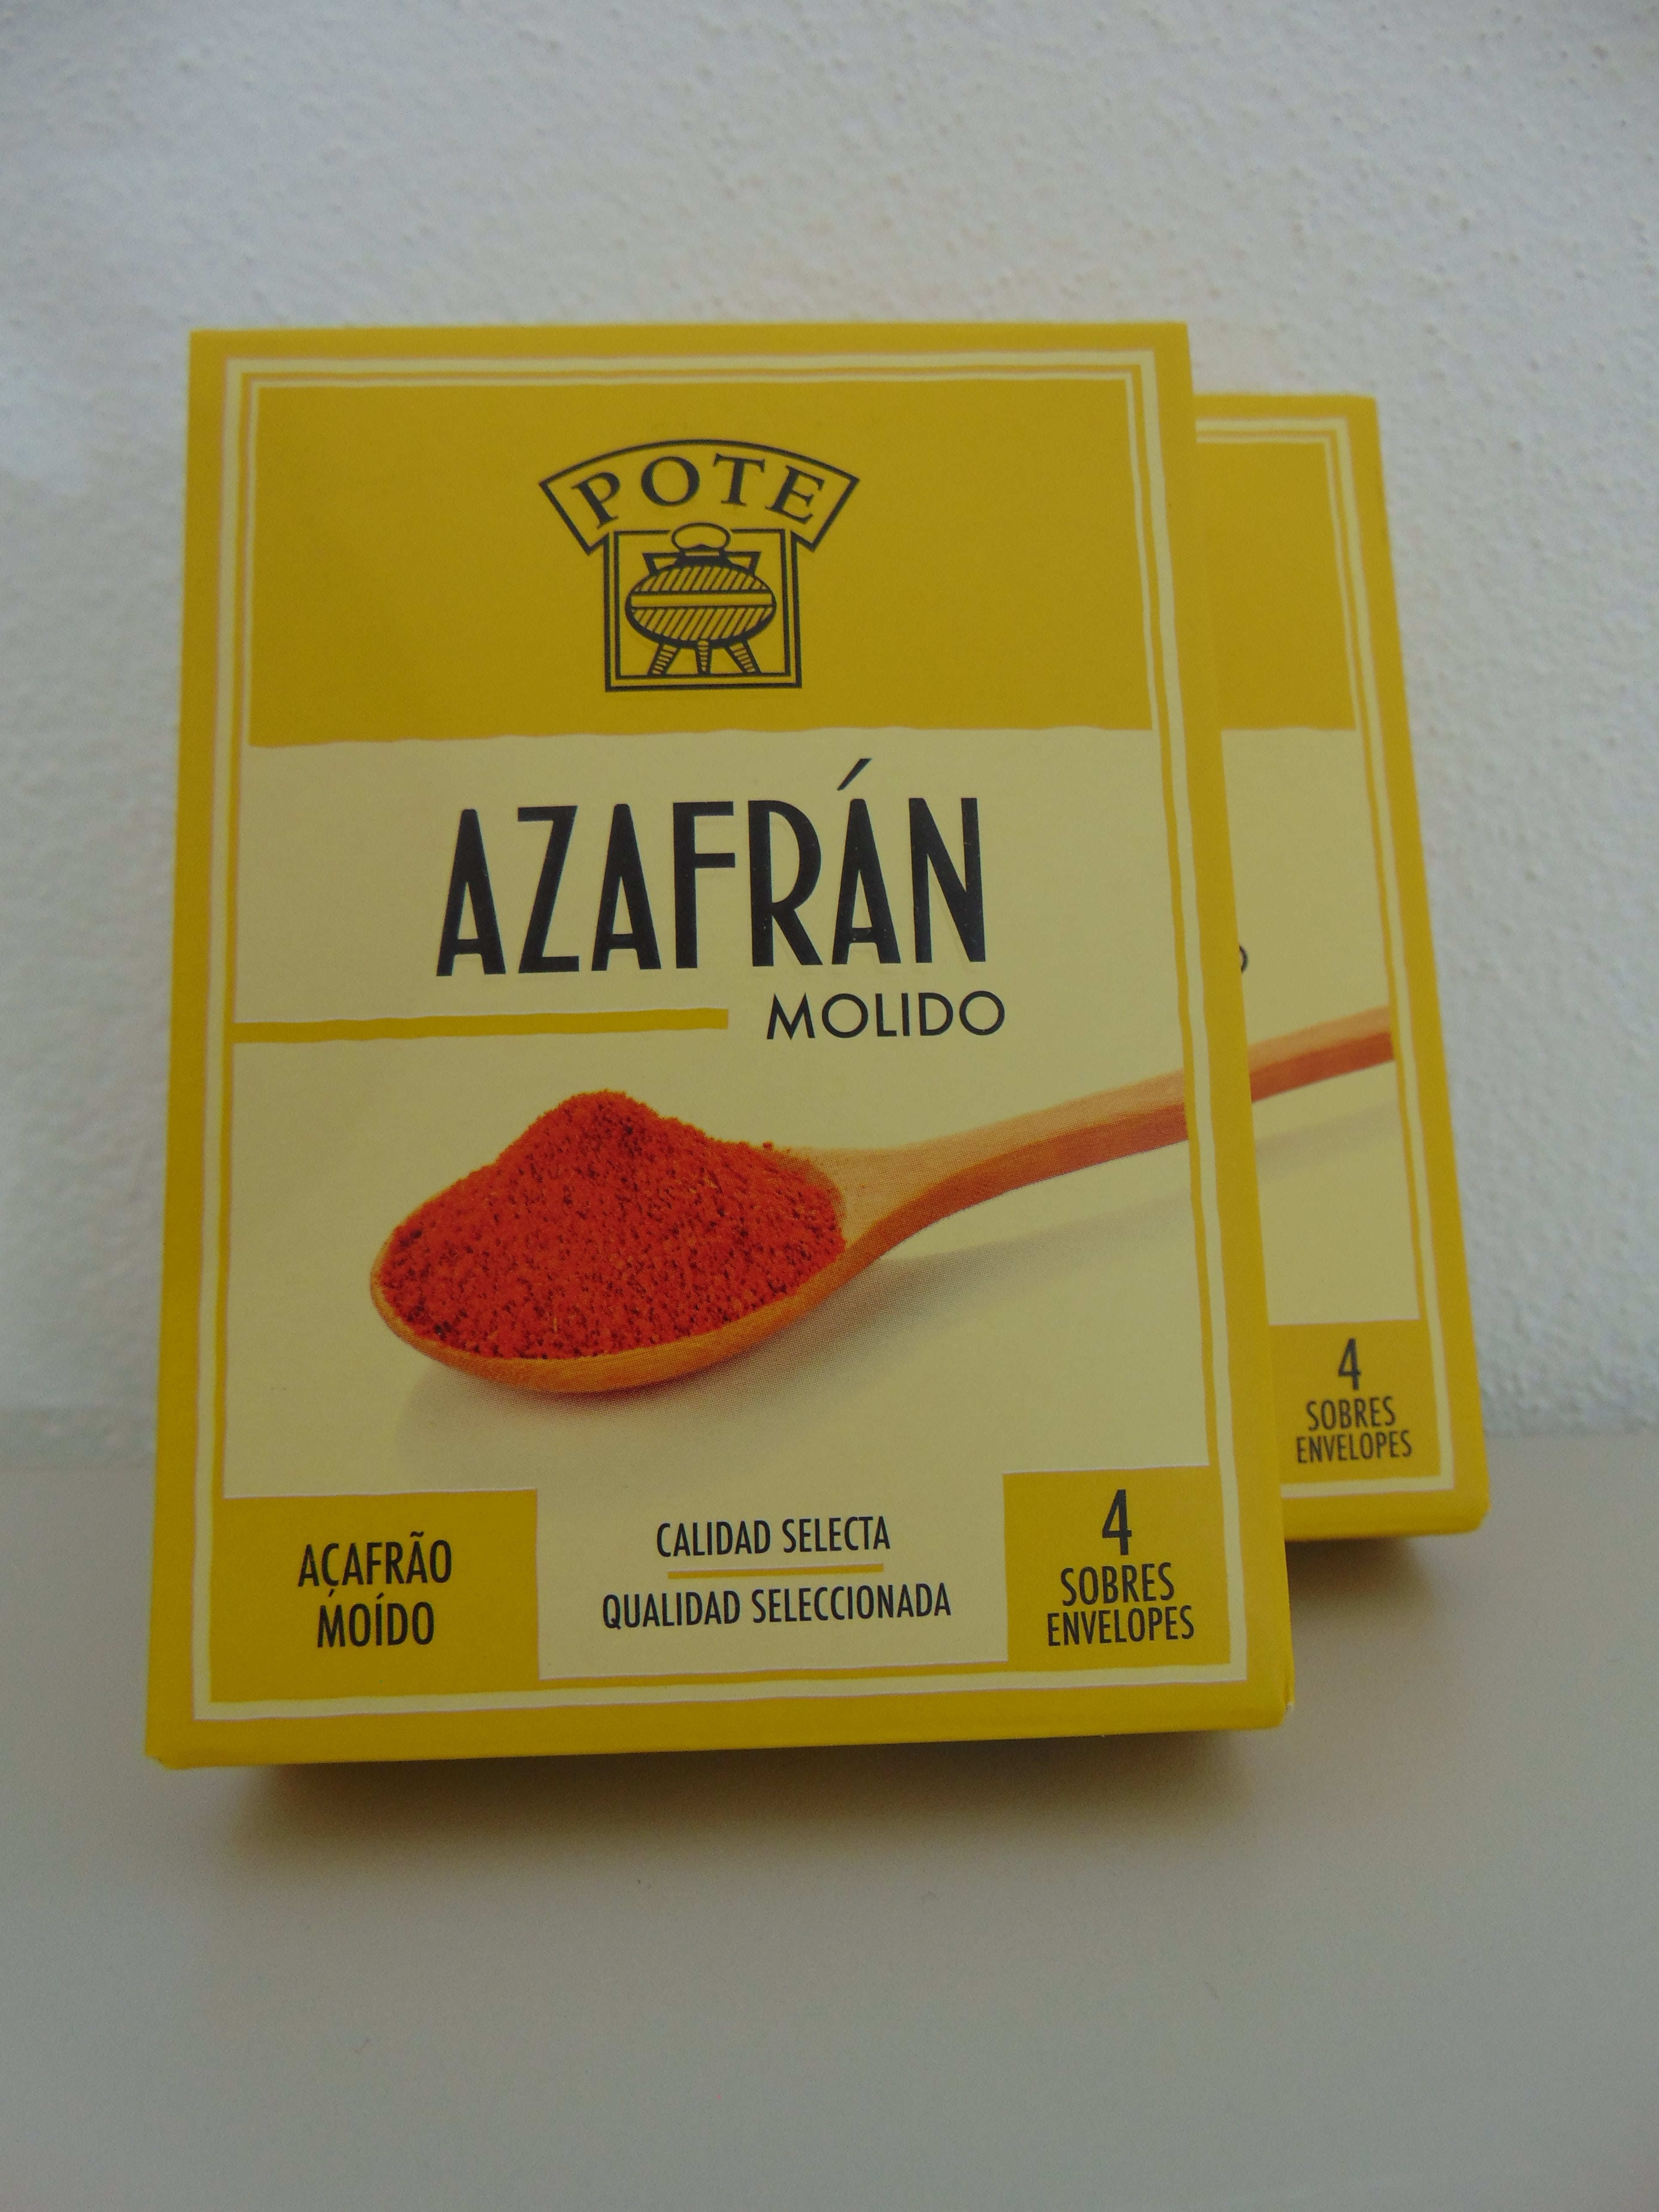 POTE
AZAFRÁN
MOLIDO
AÇAFRÃO
MOÍDO
CALIDAD SELECTA
QUALIDAD SELECCIONADA
4
SOBRES
ENVELOPES
4
SOBRES
ENVELOPES